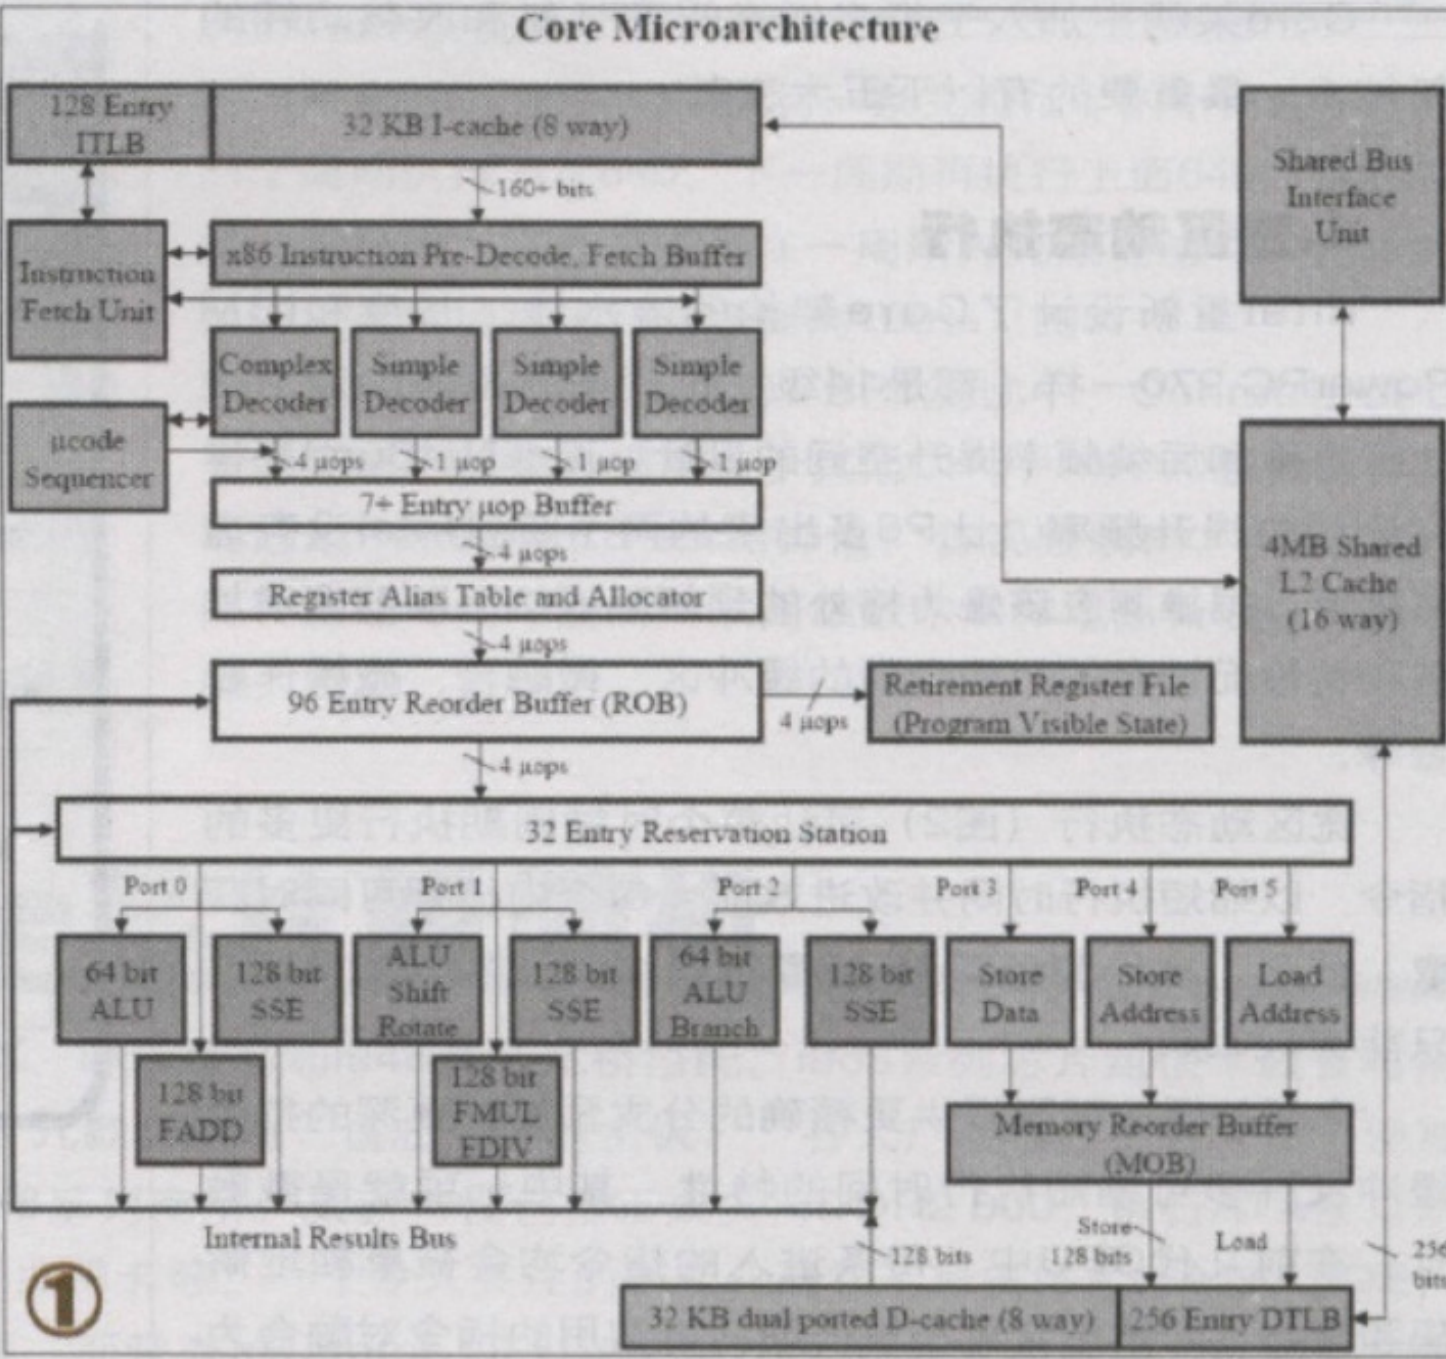 Core Microarchitecture
128 Entry
ITLB
32 KB I-cache (8 way)
160+ bits
Shared Bus
Interface
Unit
Instruction
Fetch Unit
x86 Instruction Pre-Decode, Fetch Buffer
Complex
Decoder
Simple
Decoder
Simple
Decoder
Simple
Decoder
µcode
Sequencer
4 µops
1 µop
1 µop
1 µop
7+ Entry µop Buffer
4 µops
Register Alias Table and Allocator
4 µops
4MB Shared
L2 Cache
(16 way)
96 Entry Reorder Buffer (ROB)
4 µops
Retirement Register File
(Program Visible State)
4 µops
32 Entry Reservation Station
Port 0
Port 1
Port 2
Port 3
Port 4
Port 5
64 bit
ALU
128 bit
SSE
ALU
Shift
Rotate
128 bit
SSE
64 bit
ALU
Branch
128 bit
SSE
Store
Data
Store
Address
Load
Address
128 bit
FADD
128 bit
FMUL
FDIV
Memory Reorder Buffer
(MOB)
Internal Results Bus
128 bits
Store
128 bits
Load
256
bits
①
32 KB dual ported D-cache (8 way)
256 Entry DTLB